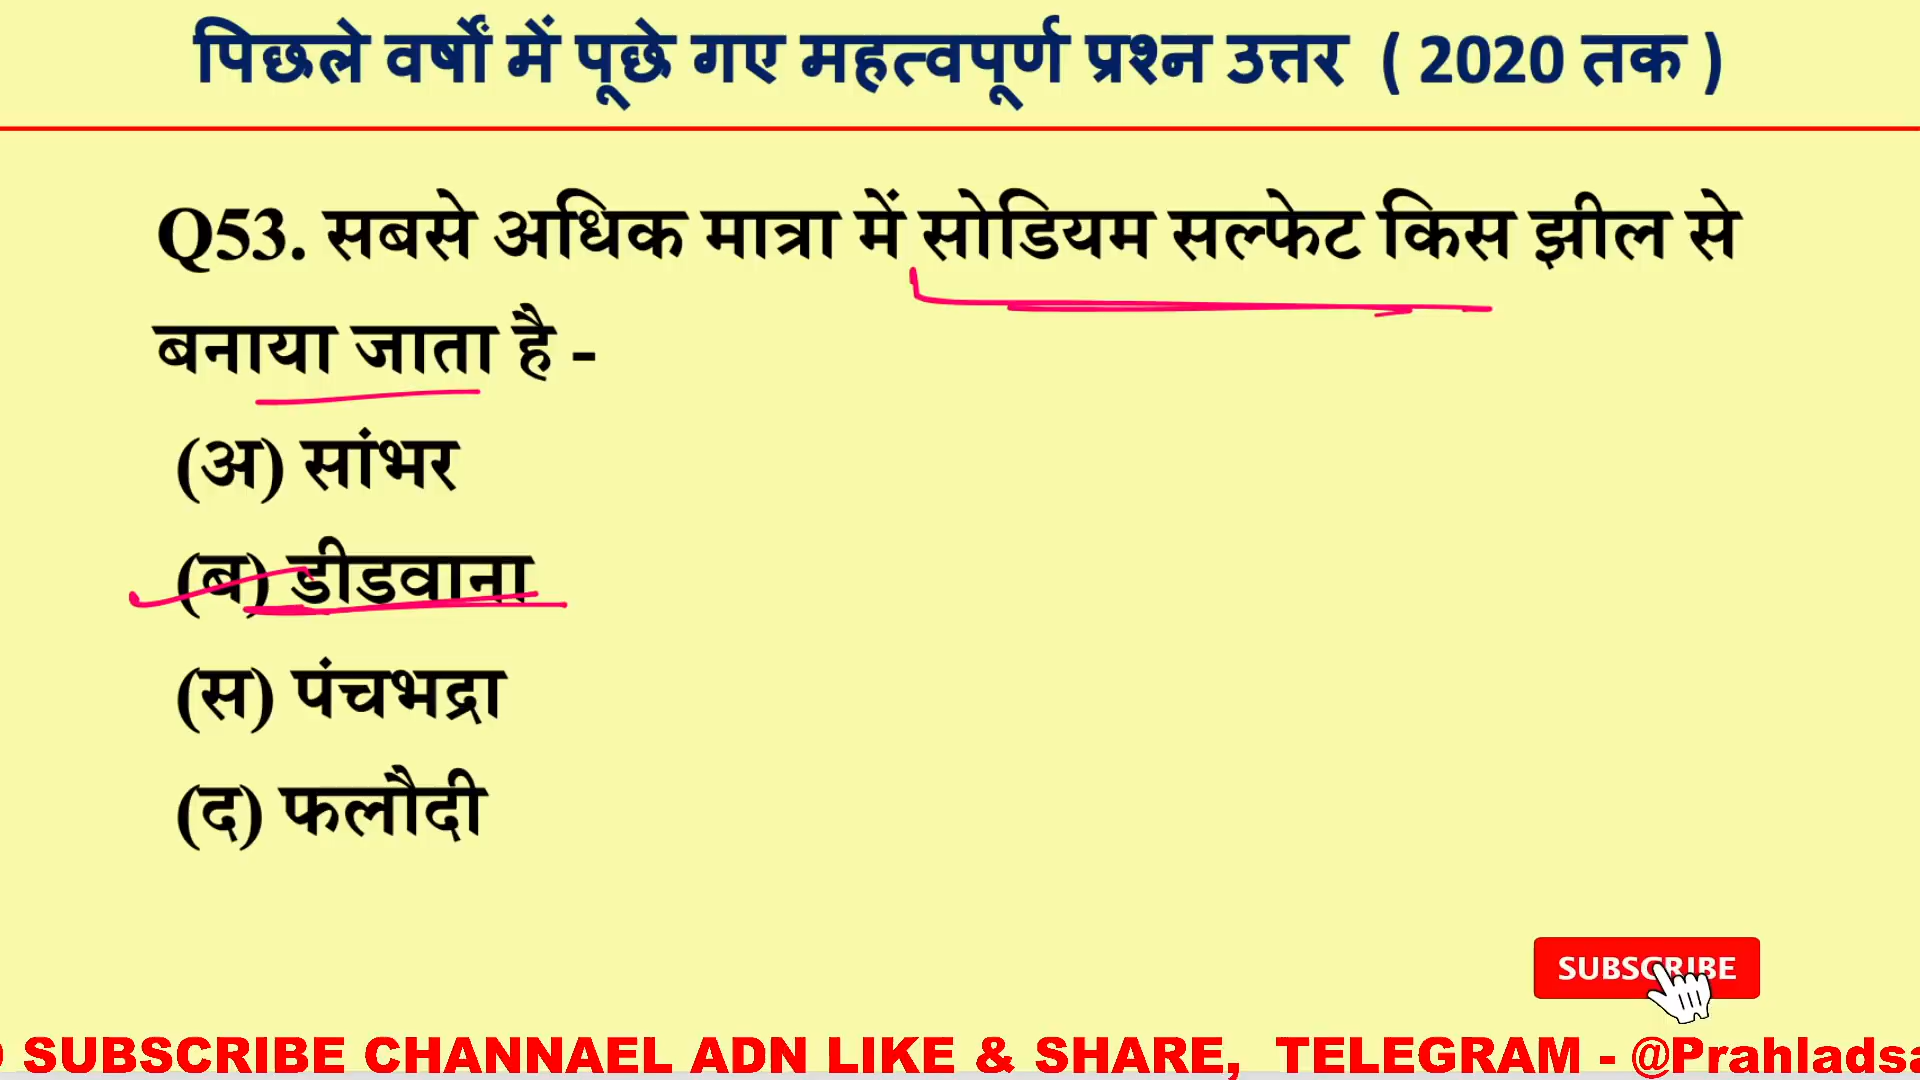 पिछले वर्षों में पूछे गए महत्वपूर्ण प्रश्न उत्तर ( 2020 तक )
Q53. सबसे अधिक मात्रा में सोडियम सल्फेट किस झील से
बनाया जाता है -
(अ) सांभर
(ब) डीडवाना
(स) पंचभद्रा
(द) फलौदी
SUBSCRIBE
SUBSCRIBE CHANNAEL ADN LIKE & SHARE, TELEGRAM - @Prahladsa